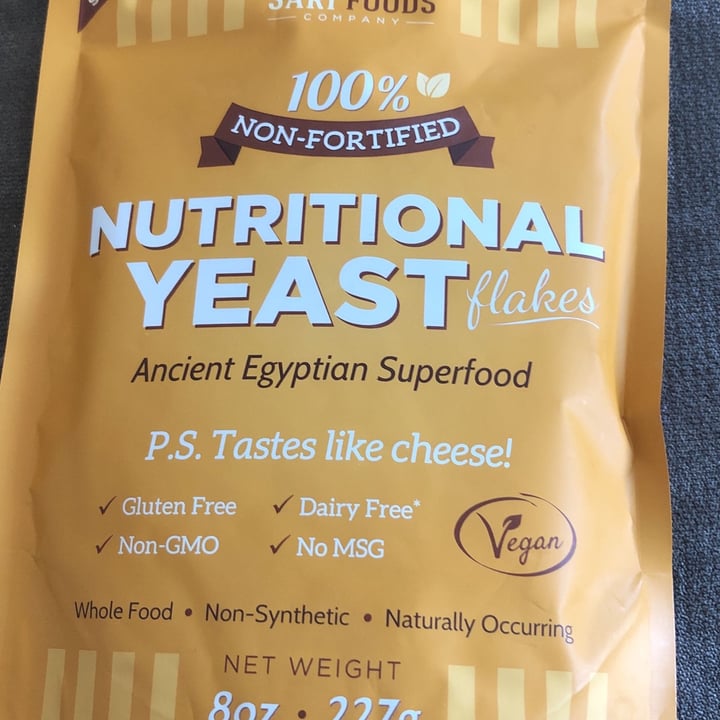 SARI FOODS
COMPANY
100%
NON-FORTIFIED
NUTRITIONAL
YEAST flakes
Ancient Egyptian Superfood
P.S. Tastes like cheese!
✓ Gluten Free ✓ Dairy Free*
✓ Non-GMO ✓ No MSG
Vegan
Whole Food • Non-Synthetic • Naturally Occurring
NET WEIGHT
8oz • 227g